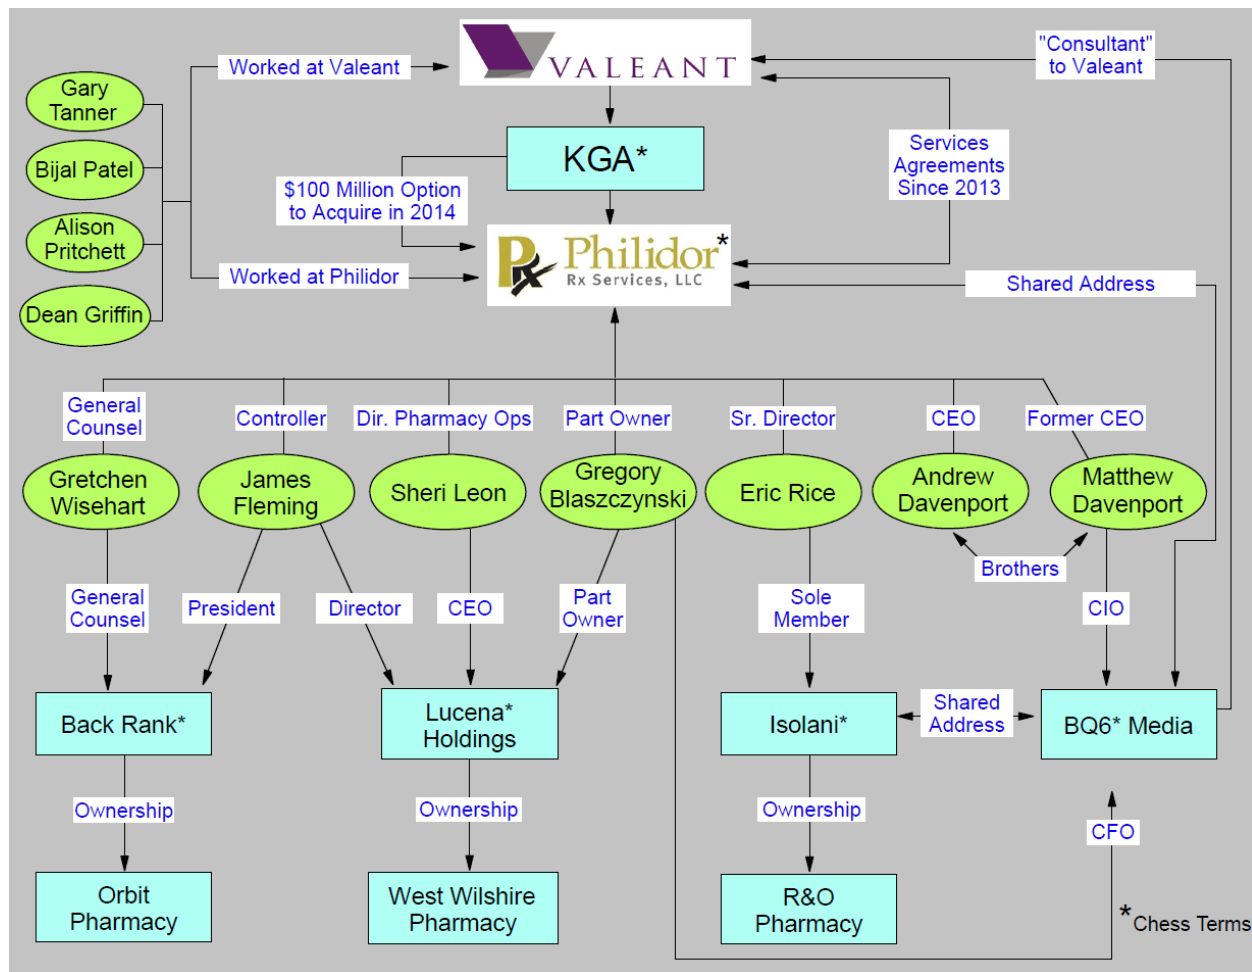 VALEANT
"Consultant"
to Valeant
Worked at Valeant
Gary
Tanner
Bijal Patel
Alison
Pritchett
Dean Griffin
KGA*
Services
Agreements
Since 2013
$100 Million Option
to Acquire in 2014
Prx
Philidor*
Rx Services, LLC
Worked at Philidor
Shared Address
General
Counsel
Controller
Dir. Pharmacy Ops
Part Owner
Sr. Director
CEO
Former CEO
Gretchen
Wisehart
James
Fleming
Sheri Leon
Gregory
Blaszczynski
Eric Rice
Andrew
Davenport
Matthew
Davenport
Brothers
General
Counsel
President
Director
CEO
Part
Owner
Sole
Member
CIO
Back Rank*
Lucena*
Holdings
Isolani*
Shared
Address
BQ6* Media
Ownership
Ownership
Ownership
CFO
Orbit
Pharmacy
West Wilshire
Pharmacy
R&O
Pharmacy
*Chess Terms